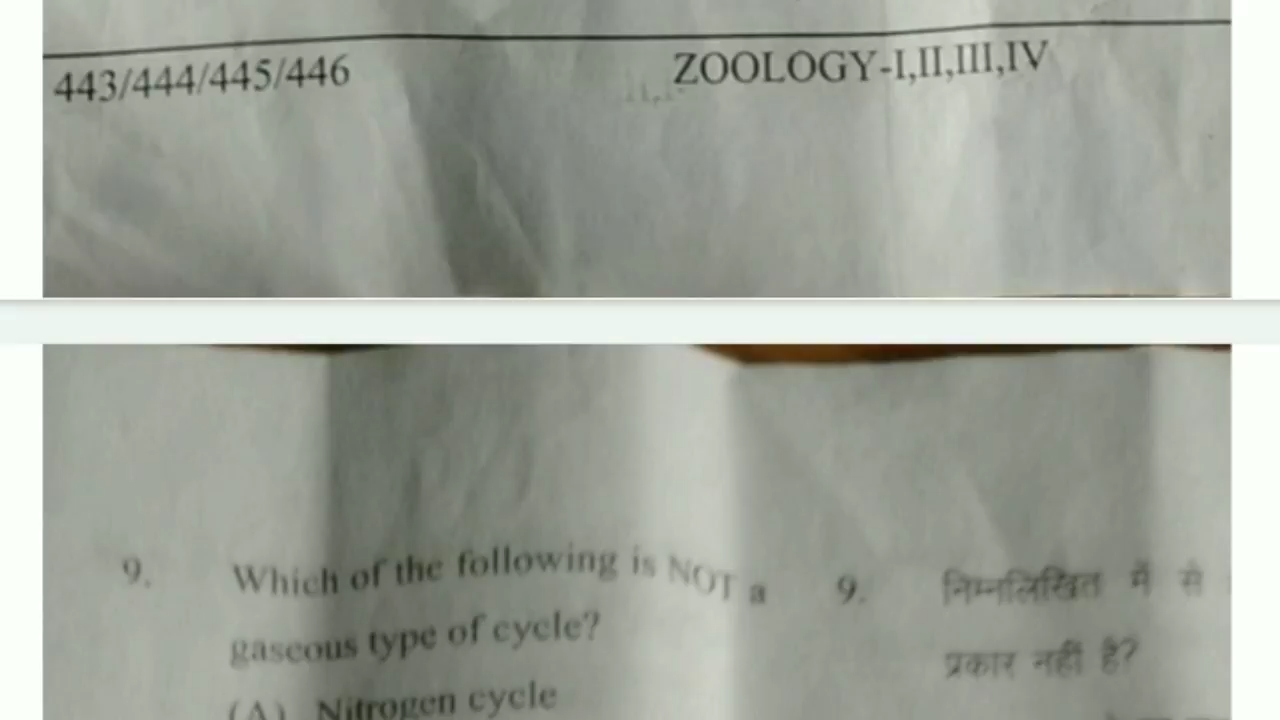 443/444/445/446 ZOOLOGY-I,II,III,IV
9. Which of the following is NOT a
gaseous type of cycle?
(A) Nitrogen cycle
9. निम्नलिखित में से
प्रकार नहीं है?